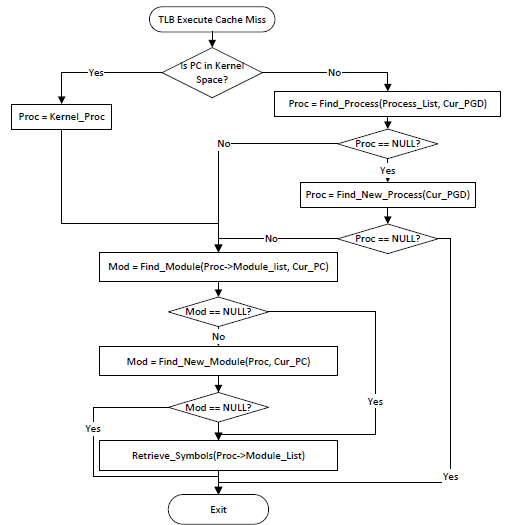 TLB Execute Cache Miss
Is PC in Kernel
Space?
Yes
No
Proc = Kernel_Proc
Proc = Find_Process(Process_List, Cur_PGD)
No
Proc == NULL?
Yes
Proc = Find_New_Process(Cur_PGD)
No
Proc == NULL?
Mod = Find_Module(Proc->Module_list, Cur_PC)
Mod == NULL?
No
Mod = Find_New_Module(Proc, Cur_PC)
Yes
Mod == NULL?
Yes
Retrieve_Symbols(Proc->Module_List)
Yes
Exit